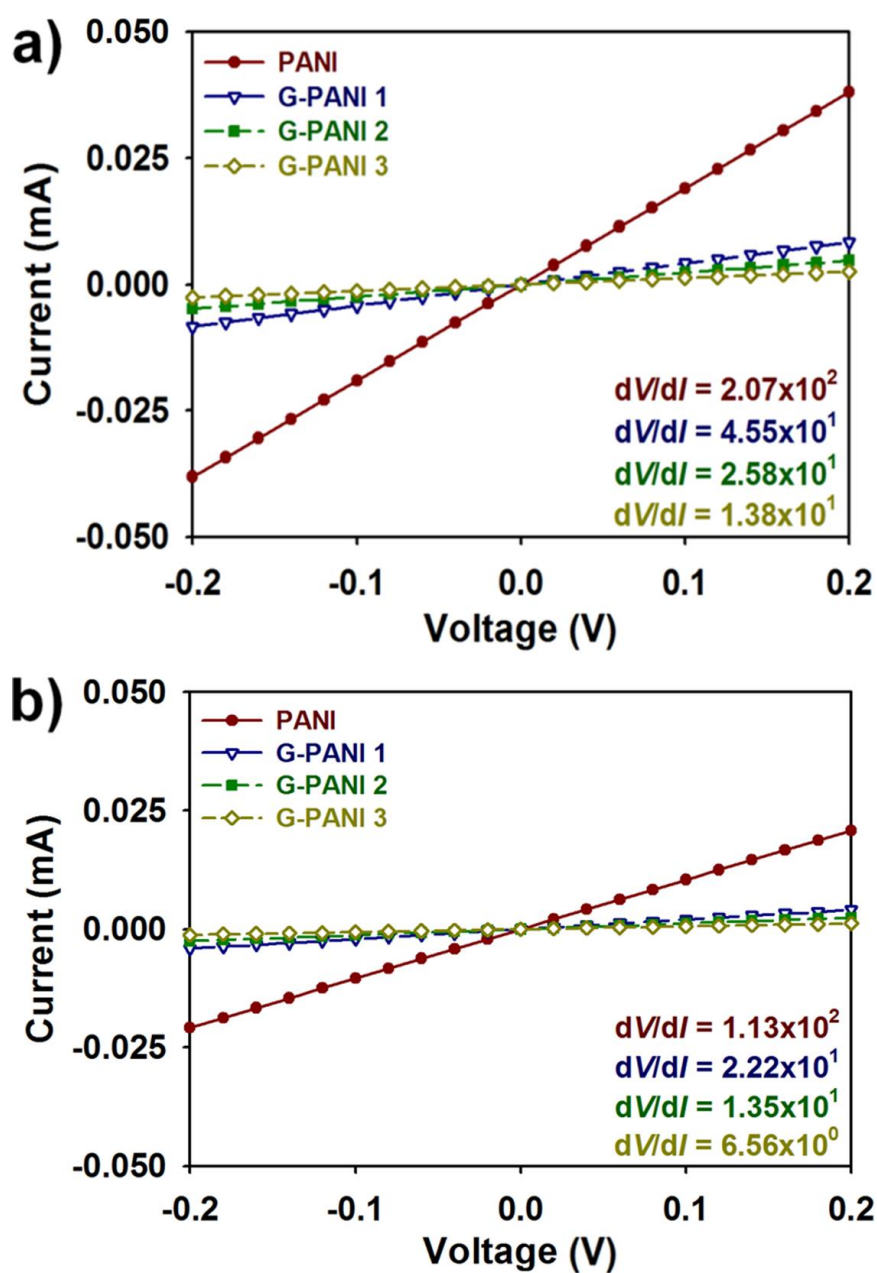 a)
0.050
0.025
0.000
-0.025
-0.050
Current (mA)
PANI
G-PANI 1
G-PANI 2
G-PANI 3
dV/dI = 2.07x10²
dV/dI = 4.55x10¹
dV/dI = 2.58x10¹
dV/dI = 1.38x10¹
-0.2 -0.1 0.0 0.1 0.2
Voltage (V)
b)
0.050
0.025
0.000
-0.025
-0.050
Current (mA)
PANI
G-PANI 1
G-PANI 2
G-PANI 3
dV/dI = 1.13x10²
dV/dI = 2.22x10¹
dV/dI = 1.35x10¹
dV/dI = 6.56x10⁰
-0.2 -0.1 0.0 0.1 0.2
Voltage (V)